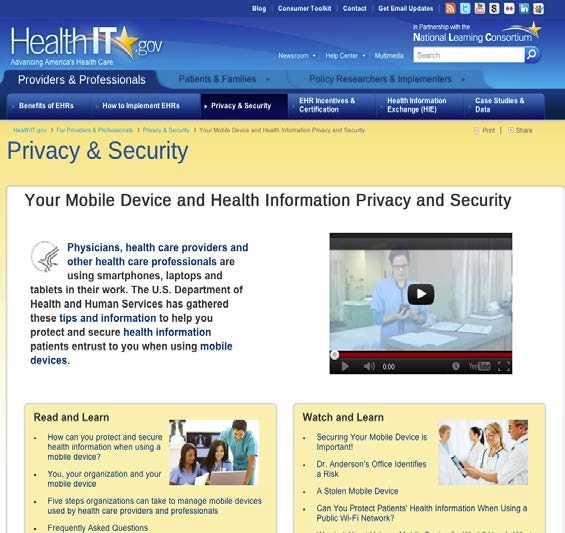 Blog | Consumer Toolkit | Contact | Get Email Updates |
HealthIT.gov
Advancing America's Health Care
in Partnership with the
National Learning Consortium
Newsroom | Help Center | Multimedia
Search
Providers & Professionals
Patients & Families
Policy Researchers & Implementers
Benefits of EHRs
How to Implement EHRs
Privacy & Security
EHR Incentives &
Certification
Health Information
Exchange (HIE)
Case Studies &
Data
HealthIT.gov > For Providers & Professionals > Privacy & Security > Your Mobile Device and Health Information Privacy and Security
Print | Share
Privacy & Security
Your Mobile Device and Health Information Privacy and Security
Physicians, health care providers and
other health care professionals are
using smartphones, laptops and
tablets in their work. The U.S. Department of
Health and Human Services has gathered
these tips and information to help you
protect and secure health information
patients entrust to you when using mobile
devices.
0:00
YouTube
Read and Learn
How can you protect and secure
health information when using a
mobile device?
You, your organization and your
mobile device
Five steps organizations can take to manage mobile devices
used by health care providers and professionals
Frequently Asked Questions
Watch and Learn
Securing Your Mobile Device is
Important!
Dr. Anderson's Office Identifies
a Risk
A Stolen Mobile Device
Can You Protect Patients' Health Information When Using a
Public Wi-Fi Network?